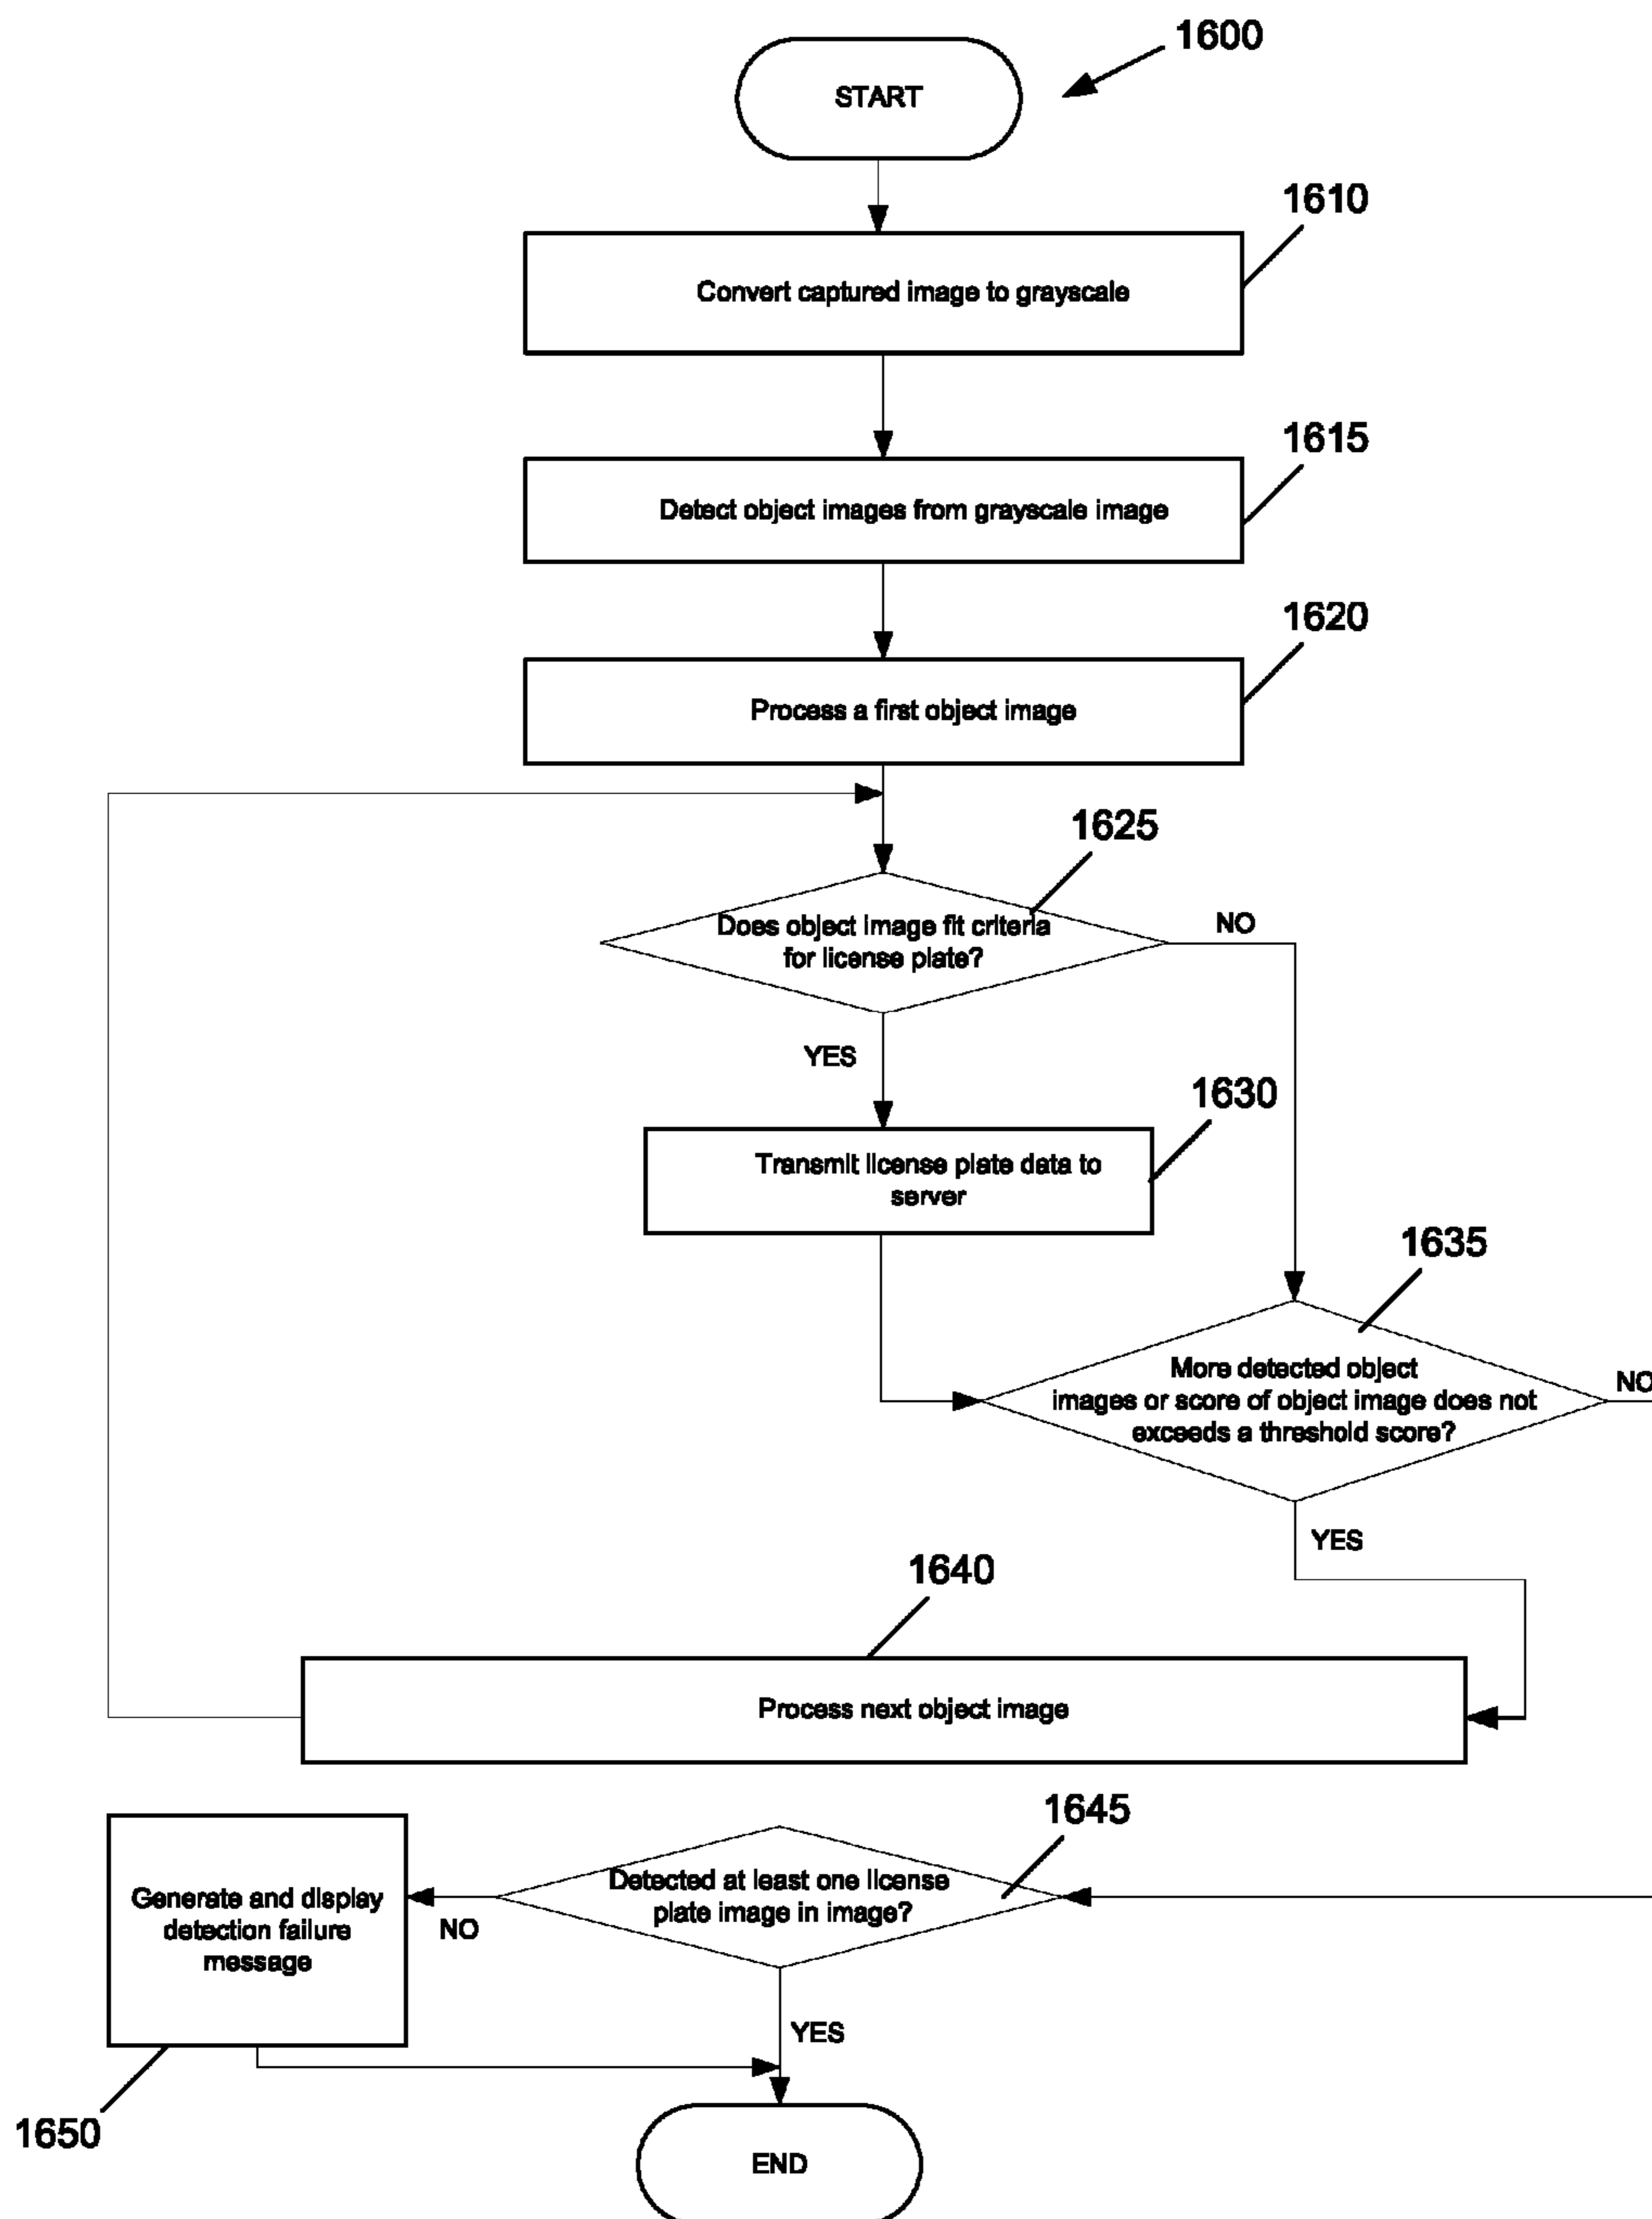 1600
START
1610
Convert captured image to grayscale
1615
Detect object images from grayscale image
1620
Process a first object image
1625
Does object image fit criteria
for license plate?
NO
YES
1630
Transmit license plate data to
server
1635
More detected object
images or score of object image does not
exceeds a threshold score?
NO
YES
1640
Process next object image
1645
Detected at least one license
plate image in image?
Generate and display
detection failure
message
NO
YES
1650
END